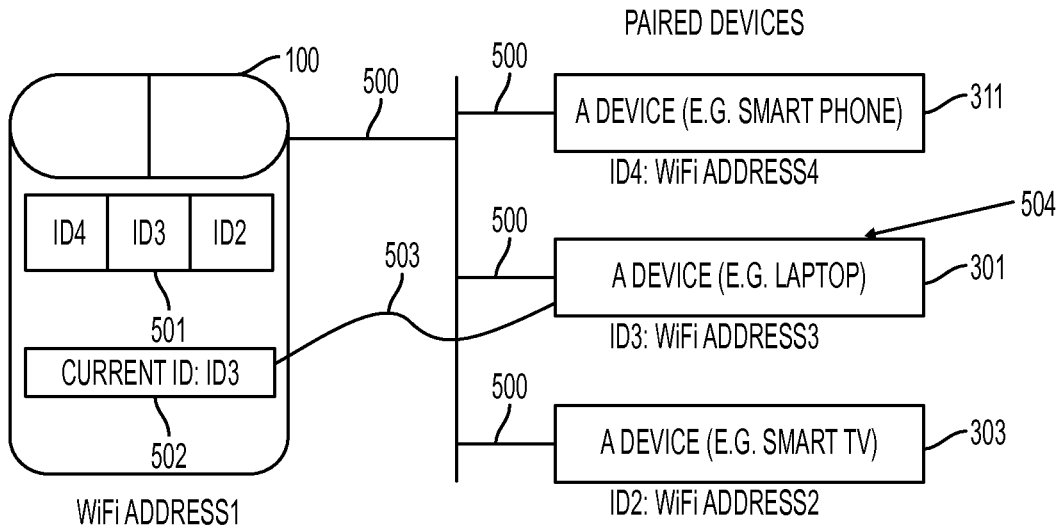 PAIRED DEVICES
100
500
500
A DEVICE (E.G. SMART PHONE)
311
ID4: WiFi ADDRESS4
ID4 ID3 ID2
501
503
500
504
A DEVICE (E.G. LAPTOP)
301
ID3: WiFi ADDRESS3
CURRENT ID: ID3
502
500
A DEVICE (E.G. SMART TV)
303
ID2: WiFi ADDRESS2
WiFi ADDRESS1